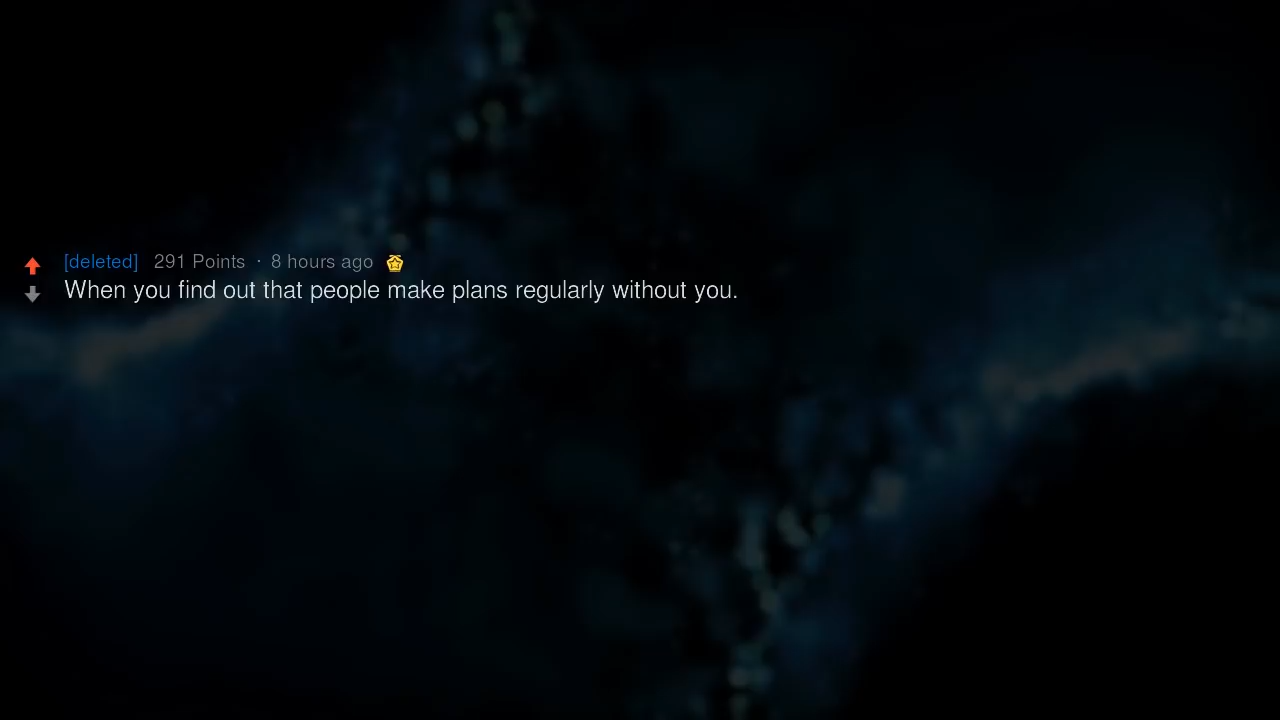 [deleted] 291 Points · 8 hours ago
When you find out that people make plans regularly without you.